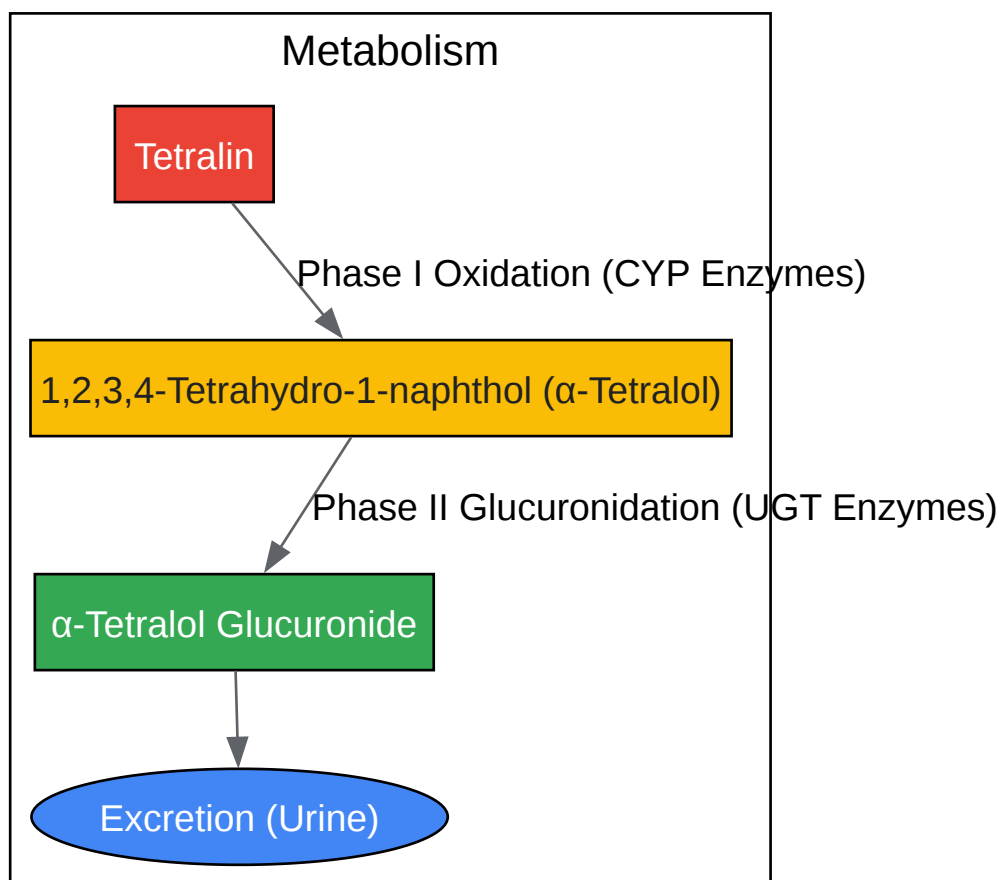 Metabolism
Tetralin
Phase I Oxidation (CYP Enzymes)
1,2,3,4-Tetrahydro-1-naphthol (α-Tetralol)
Phase II Glucuronidation (UGT Enzymes)
α-Tetralol Glucuronide
Excretion (Urine)